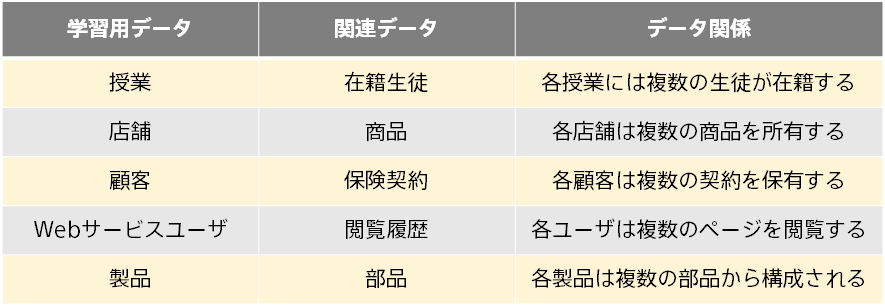 学習用データ 関連データ データ関係
授業 在籍生徒 各授業には複数の生徒が在籍する
店舗 商品 各店舗は複数の商品を所有する
顧客 保険契約 各顧客は複数の契約を保有する
Webサービスユーザ 閲覧履歴 各ユーザは複数のページを閲覧する
製品 部品 各製品は複数の部品から構成される